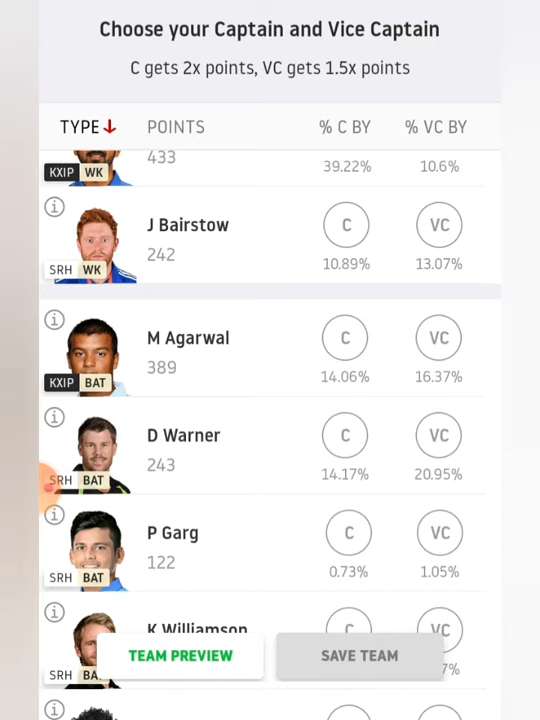 Choose your Captain and Vice Captain
C gets 2x points, VC gets 1.5x points
TYPE POINTS % C BY % VC BY
433 39.22% 10.6%
KXIP WK
J Bairstow C VC
242 10.89% 13.07%
SRH WK
M Agarwal C VC
389 14.06% 16.37%
KXIP BAT
D Warner C VC
243 14.17% 20.95%
SRH BAT
P Garg C VC
122 0.73% 1.05%
SRH BAT
K Williamson C VC
TEAM PREVIEW SAVE TEAM
SRH 7%